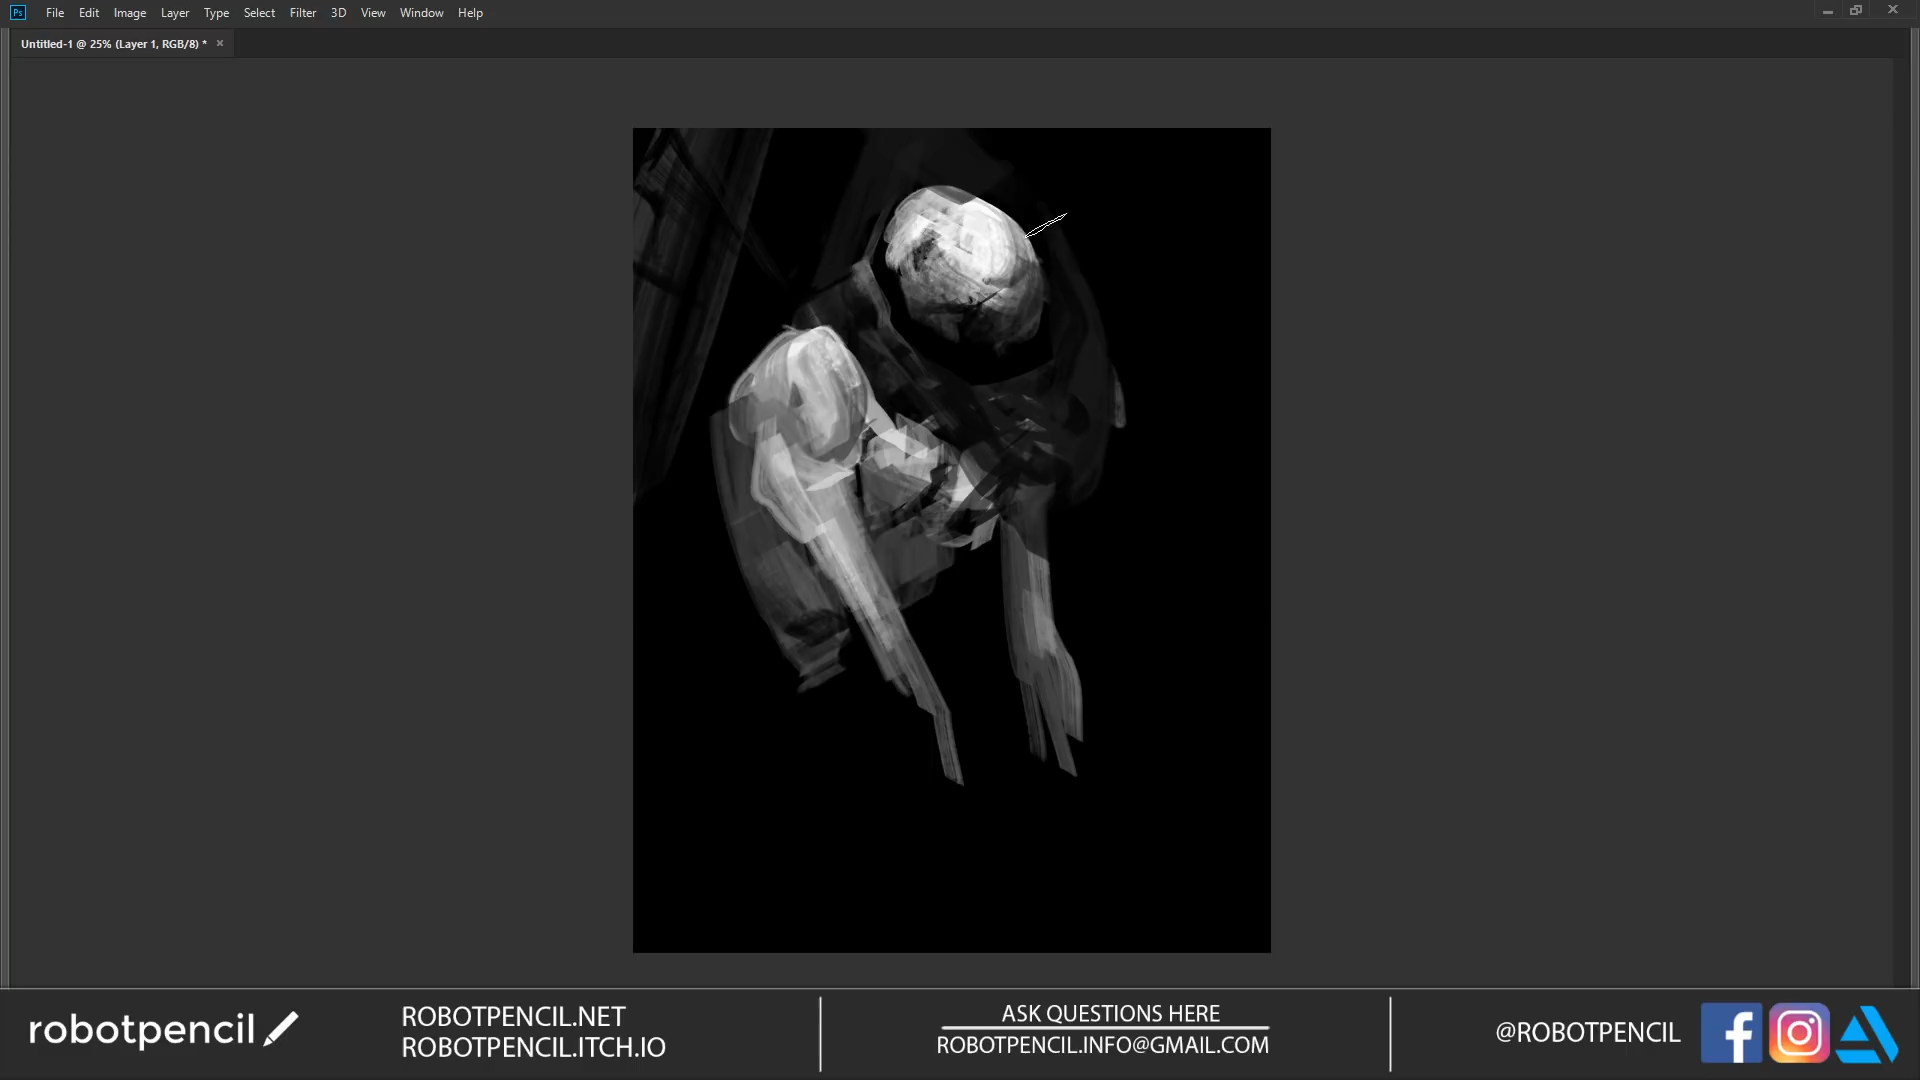 Ps File Edit Image Layer Type Select Filter 3D View Window Help
Untitled-1 @ 25% (Layer 1, RGB/8) *
robotpencil
ROBOTPENCIL.NET
ROBOTPENCIL.ITCH.IO
ASK QUESTIONS HERE
ROBOTPENCIL.INFO@GMAIL.COM
@ROBOTPENCIL